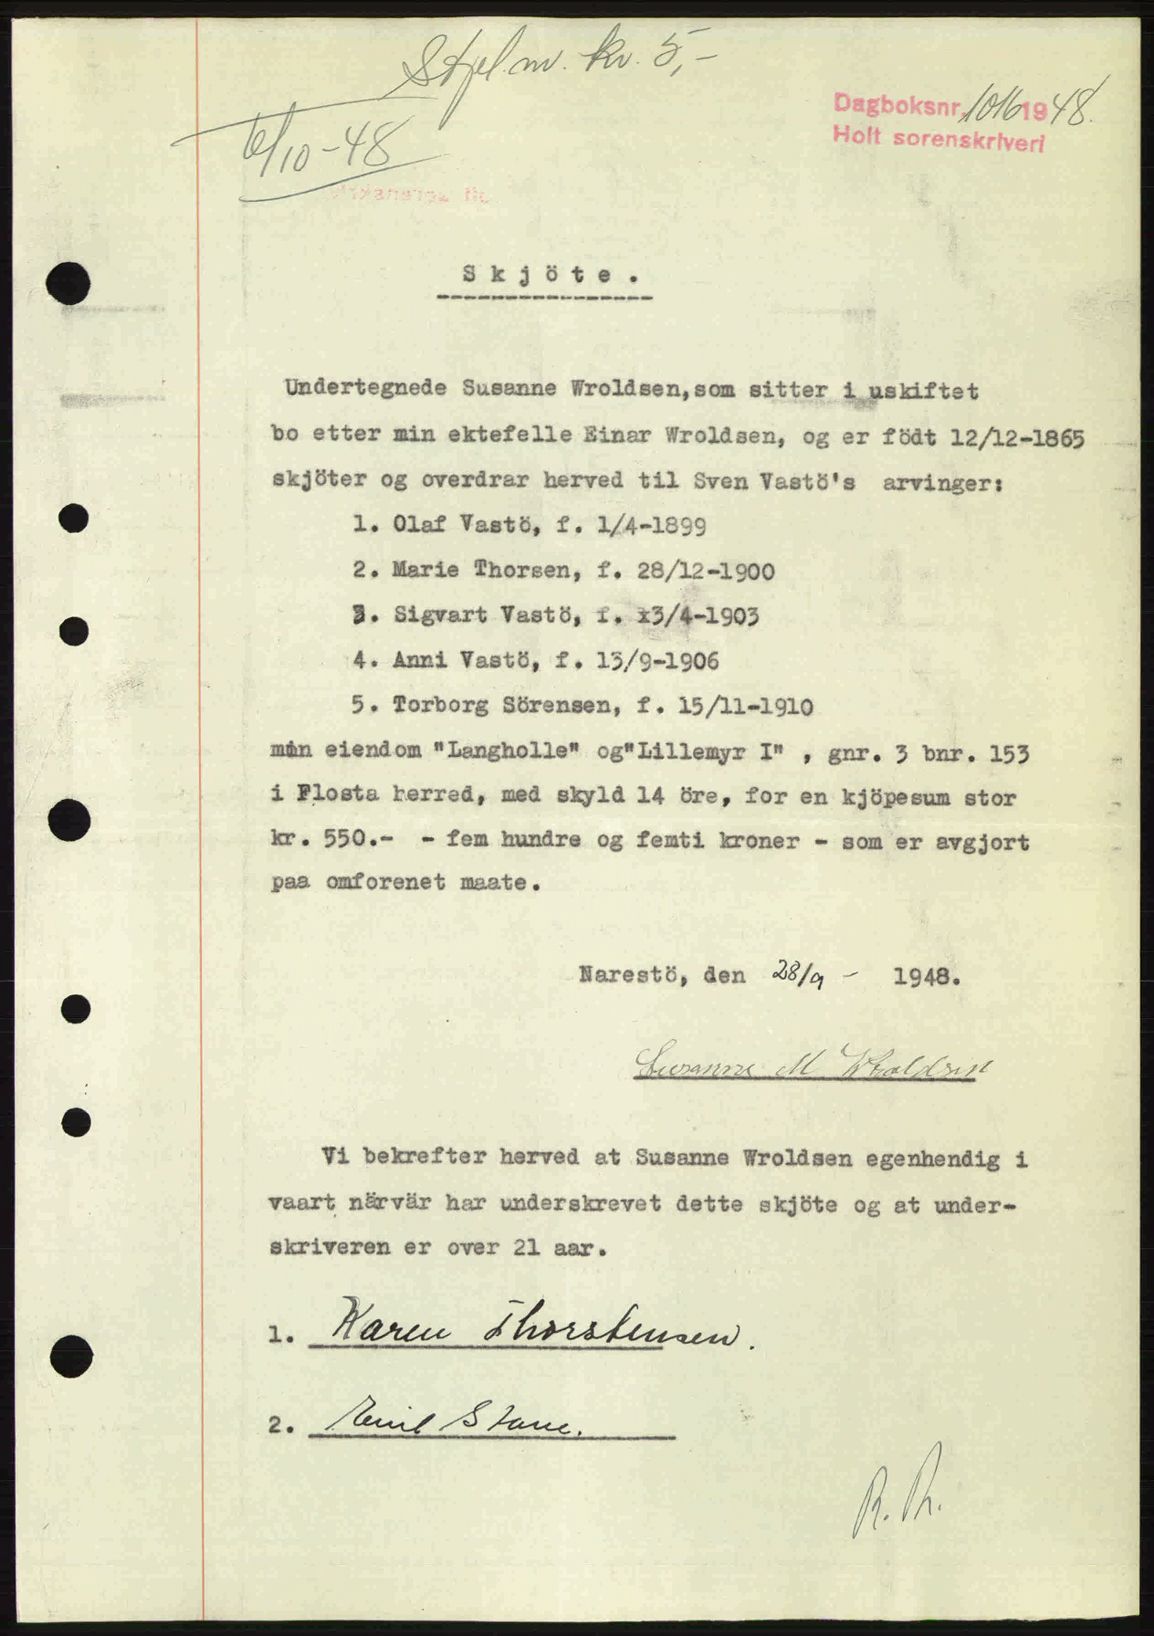 Stpl.m. kr. 5,-
Dagboksnr. 1016 1948.
Holt sorenskriveri
6/10-48
Skjöte.
Undertegnede Susanne Wroldsen, som sitter i uskiftet
bo etter min ektefelle Einar Wroldsen, og er födt 12/12-1865
skjöter og overdrar herved til Sven Vastö's arvinger:
1. Olaf Vastö, f. 1/4-1899
2. Marie Thorsen, f. 28/12-1900
3. Sigvart Vastö, f. x3/4-1903
4. Anni Vastö, f. 13/9-1906
5. Torborg Sörensen, f. 15/11-1910
min eiendom "Langholle" og "Lillemyr I" , gnr. 3 bnr. 153
i Flosta herred, med skyld 14 öre, for en kjöpesum stor
kr. 550.- - fem hundre og femti kroner - som er avgjort
paa omforenet maate.
Narestö, den 28/9 - 1948.
Susanne M Wroldsen
Vi bekrefter herved at Susanne Wroldsen egenhendig i
vaart närvär har underskrevet dette skjöte og at under-
skriveren er over 21 aar.
1. Karen Thorstensen.
2. Emil Stane.
R. Th.